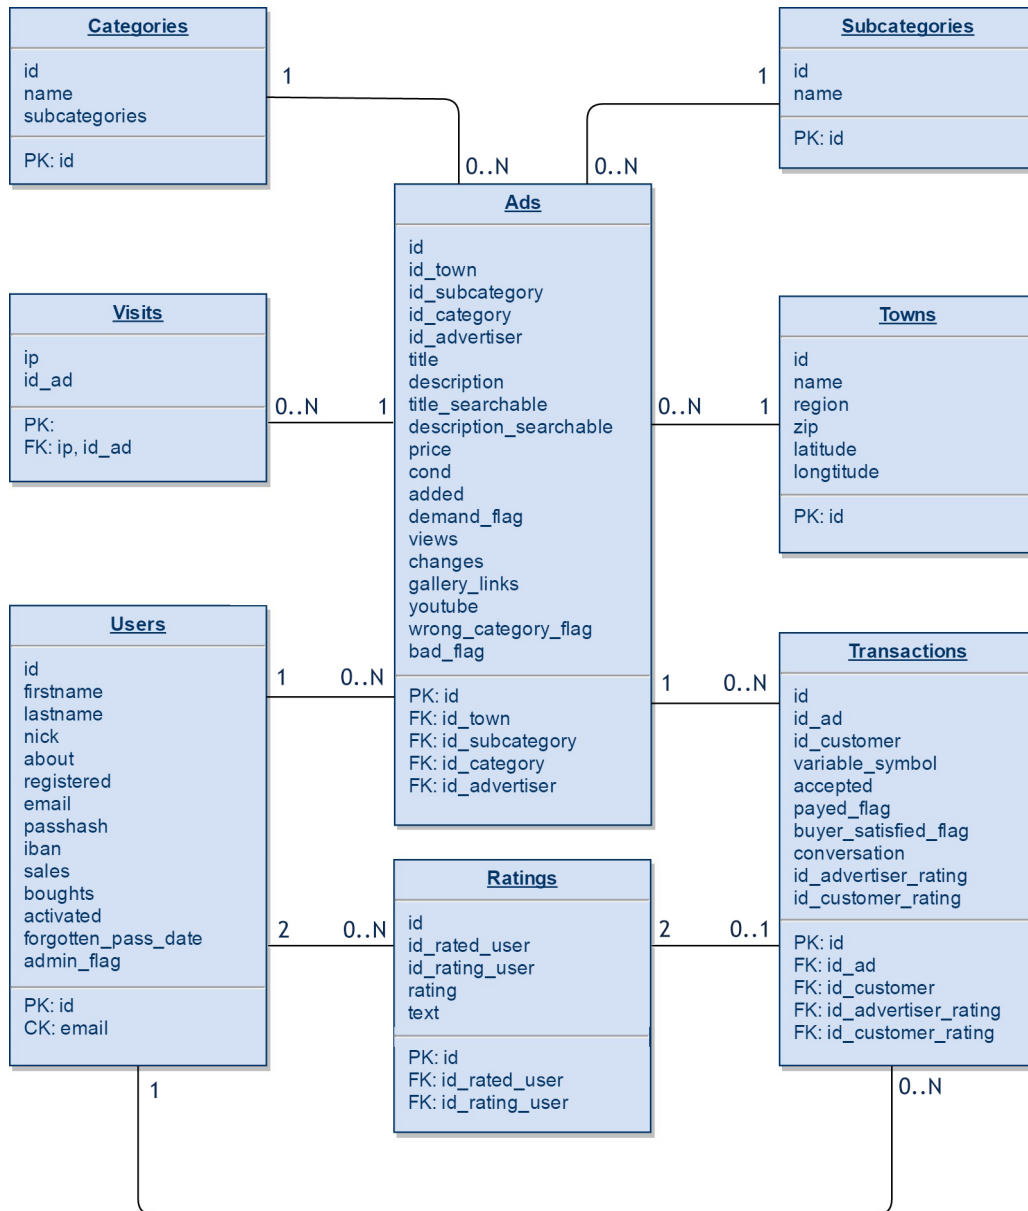 Categories
id
name
subcategories
PK: id
1
0..N
Subcategories
id
name
PK: id
1
0..N
Ads
id
id_town
id_subcategory
id_category
id_advertiser
title
description
title_searchable
description_searchable
price
cond
added
demand_flag
views
changes
gallery_links
youtube
wrong_category_flag
bad_flag
PK: id
FK: id_town
FK: id_subcategory
FK: id_category
FK: id_advertiser
Visits
ip
id_ad
PK:
FK: ip, id_ad
0..N
1
Towns
id
name
region
zip
latitude
longtitude
PK: id
0..N
1
Users
id
firstname
lastname
nick
about
registered
email
passhash
iban
sales
boughts
activated
forgotten_pass_date
admin_flag
PK: id
CK: email
1
0..N
Transactions
id
id_ad
id_customer
variable_symbol
accepted
payed_flag
buyer_satisfied_flag
conversation
id_advertiser_rating
id_customer_rating
PK: id
FK: id_ad
FK: id_customer
FK: id_advertiser_rating
FK: id_customer_rating
1
0..N
Ratings
id
id_rated_user
id_rating_user
rating
text
PK: id
FK: id_rated_user
FK: id_rating_user
2
0..N
2
0..1
1
0..N